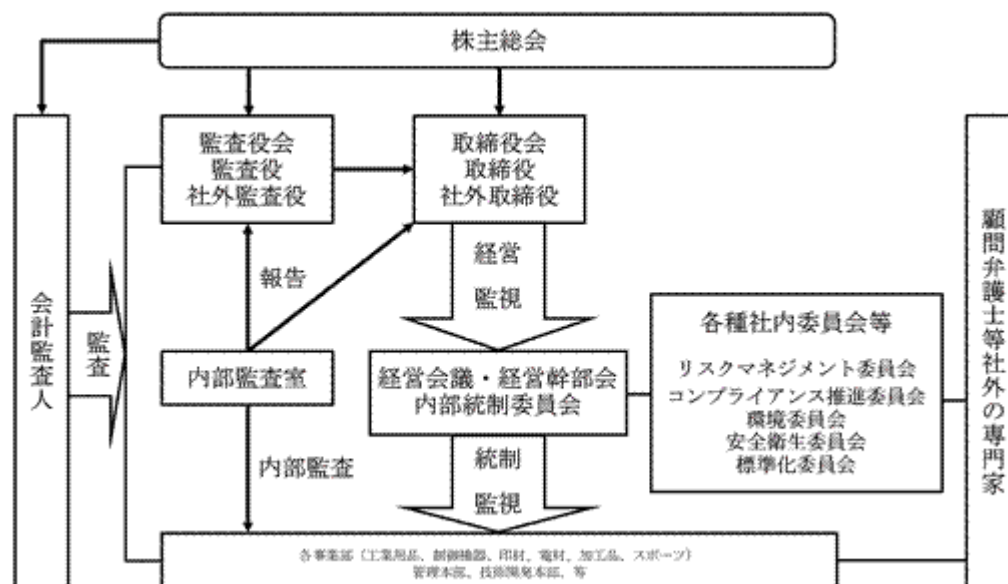 株主総会
監査役会
監査役
社外監査役
取締役会
取締役
社外取締役
会計監査人
監査
報告
経営
監視
内部監査室
経営会議・経営幹部会
内部統制委員会
各種社内委員会等
リスクマネジメント委員会
コンプライアンス推進委員会
環境委員会
安全衛生委員会
標準化委員会
顧問弁護士等社外の専門家
内部監査
統制
監視
各事業部（工業用品、制御機器、印材、電材、加工品、スポーツ）
管理本部、技術開発本部、等